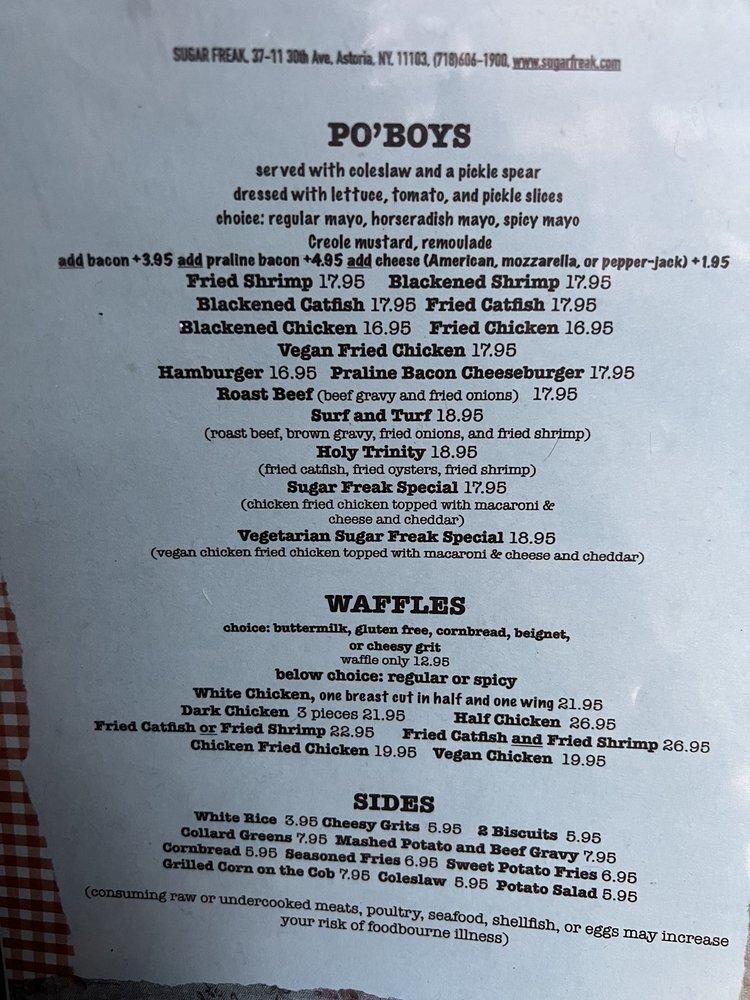 SUGAR FREAK, 37-11 30th Ave, Astoria, NY, 11103, (718)606-1900, www.sugarfreak.com
PO'BOYS
served with coleslaw and a pickle spear
dressed with lettuce, tomato, and pickle slices
choice: regular mayo, horseradish mayo, spicy mayo
Creole mustard, remoulade
add bacon +3.95 add praline bacon +4.95 add cheese (American, mozzarella, or pepper-jack) +1.95
Fried Shrimp 17.95 Blackened Shrimp 17.95
Blackened Catfish 17.95 Fried Catfish 17.95
Blackened Chicken 16.95 Fried Chicken 16.95
Vegan Fried Chicken 17.95
Hamburger 16.95 Praline Bacon Cheeseburger 17.95
Roast Beef (beef gravy and fried onions) 17.95
Surf and Turf 18.95
(roast beef, brown gravy, fried onions, and fried shrimp)
Holy Trinity 18.95
(fried catfish, fried oysters, fried shrimp)
Sugar Freak Special 17.95
(chicken fried chicken topped with macaroni &
cheese and cheddar)
Vegetarian Sugar Freak Special 18.95
(vegan chicken fried chicken topped with macaroni & cheese and cheddar)
WAFFLES
choice: buttermilk, gluten free, cornbread, beignet,
or cheesy grit
waffle only 12.95
below choice: regular or spicy
White Chicken, one breast cut in half and one wing 21.95
Dark Chicken 3 pieces 21.95 Half Chicken 26.95
Fried Catfish or Fried Shrimp 22.95 Fried Catfish and Fried Shrimp 26.95
Chicken Fried Chicken 19.95 Vegan Chicken 19.95
SIDES
White Rice 3.95 Cheesy Grits 5.95 2 Biscuits 5.95
Collard Greens 7.95 Mashed Potato and Beef Gravy 7.95
Cornbread 5.95 Seasoned Fries 6.95 Sweet Potato Fries 6.95
Grilled Corn on the Cob 7.95 Coleslaw 5.95 Potato Salad 5.95
(consuming raw or undercooked meats, poultry, seafood, shellfish, or eggs may increase
your risk of foodbourne illness)